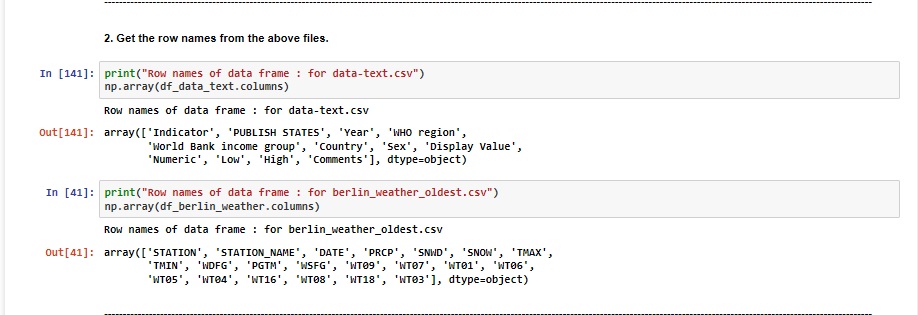 2. Get the row names from the above files.
In [141]: print("Row names of data frame : for data-text.csv")
np.array(df_data_text.columns)
Row names of data frame : for data-text.csv
Out[141]: array(['Indicator', 'PUBLISH STATES', 'Year', 'WHO region',
'World Bank income group', 'Country', 'Sex', 'Display Value',
'Numeric', 'Low', 'High', 'Comments'], dtype=object)
In [41]: print("Row names of data frame : for berlin_weather_oldest.csv")
np.array(df_berlin_weather.columns)
Row names of data frame : for berlin_weather_oldest.csv
Out[41]: array(['STATION', 'STATION_NAME', 'DATE', 'PRCP', 'SNWD', 'SNOW', 'TMAX',
'TMIN', 'WDFG', 'PGTM', 'WSFG', 'WT09', 'WT07', 'WT01', 'WT06',
'WT05', 'WT04', 'WT16', 'WT08', 'WT18', 'WT03'], dtype=object)